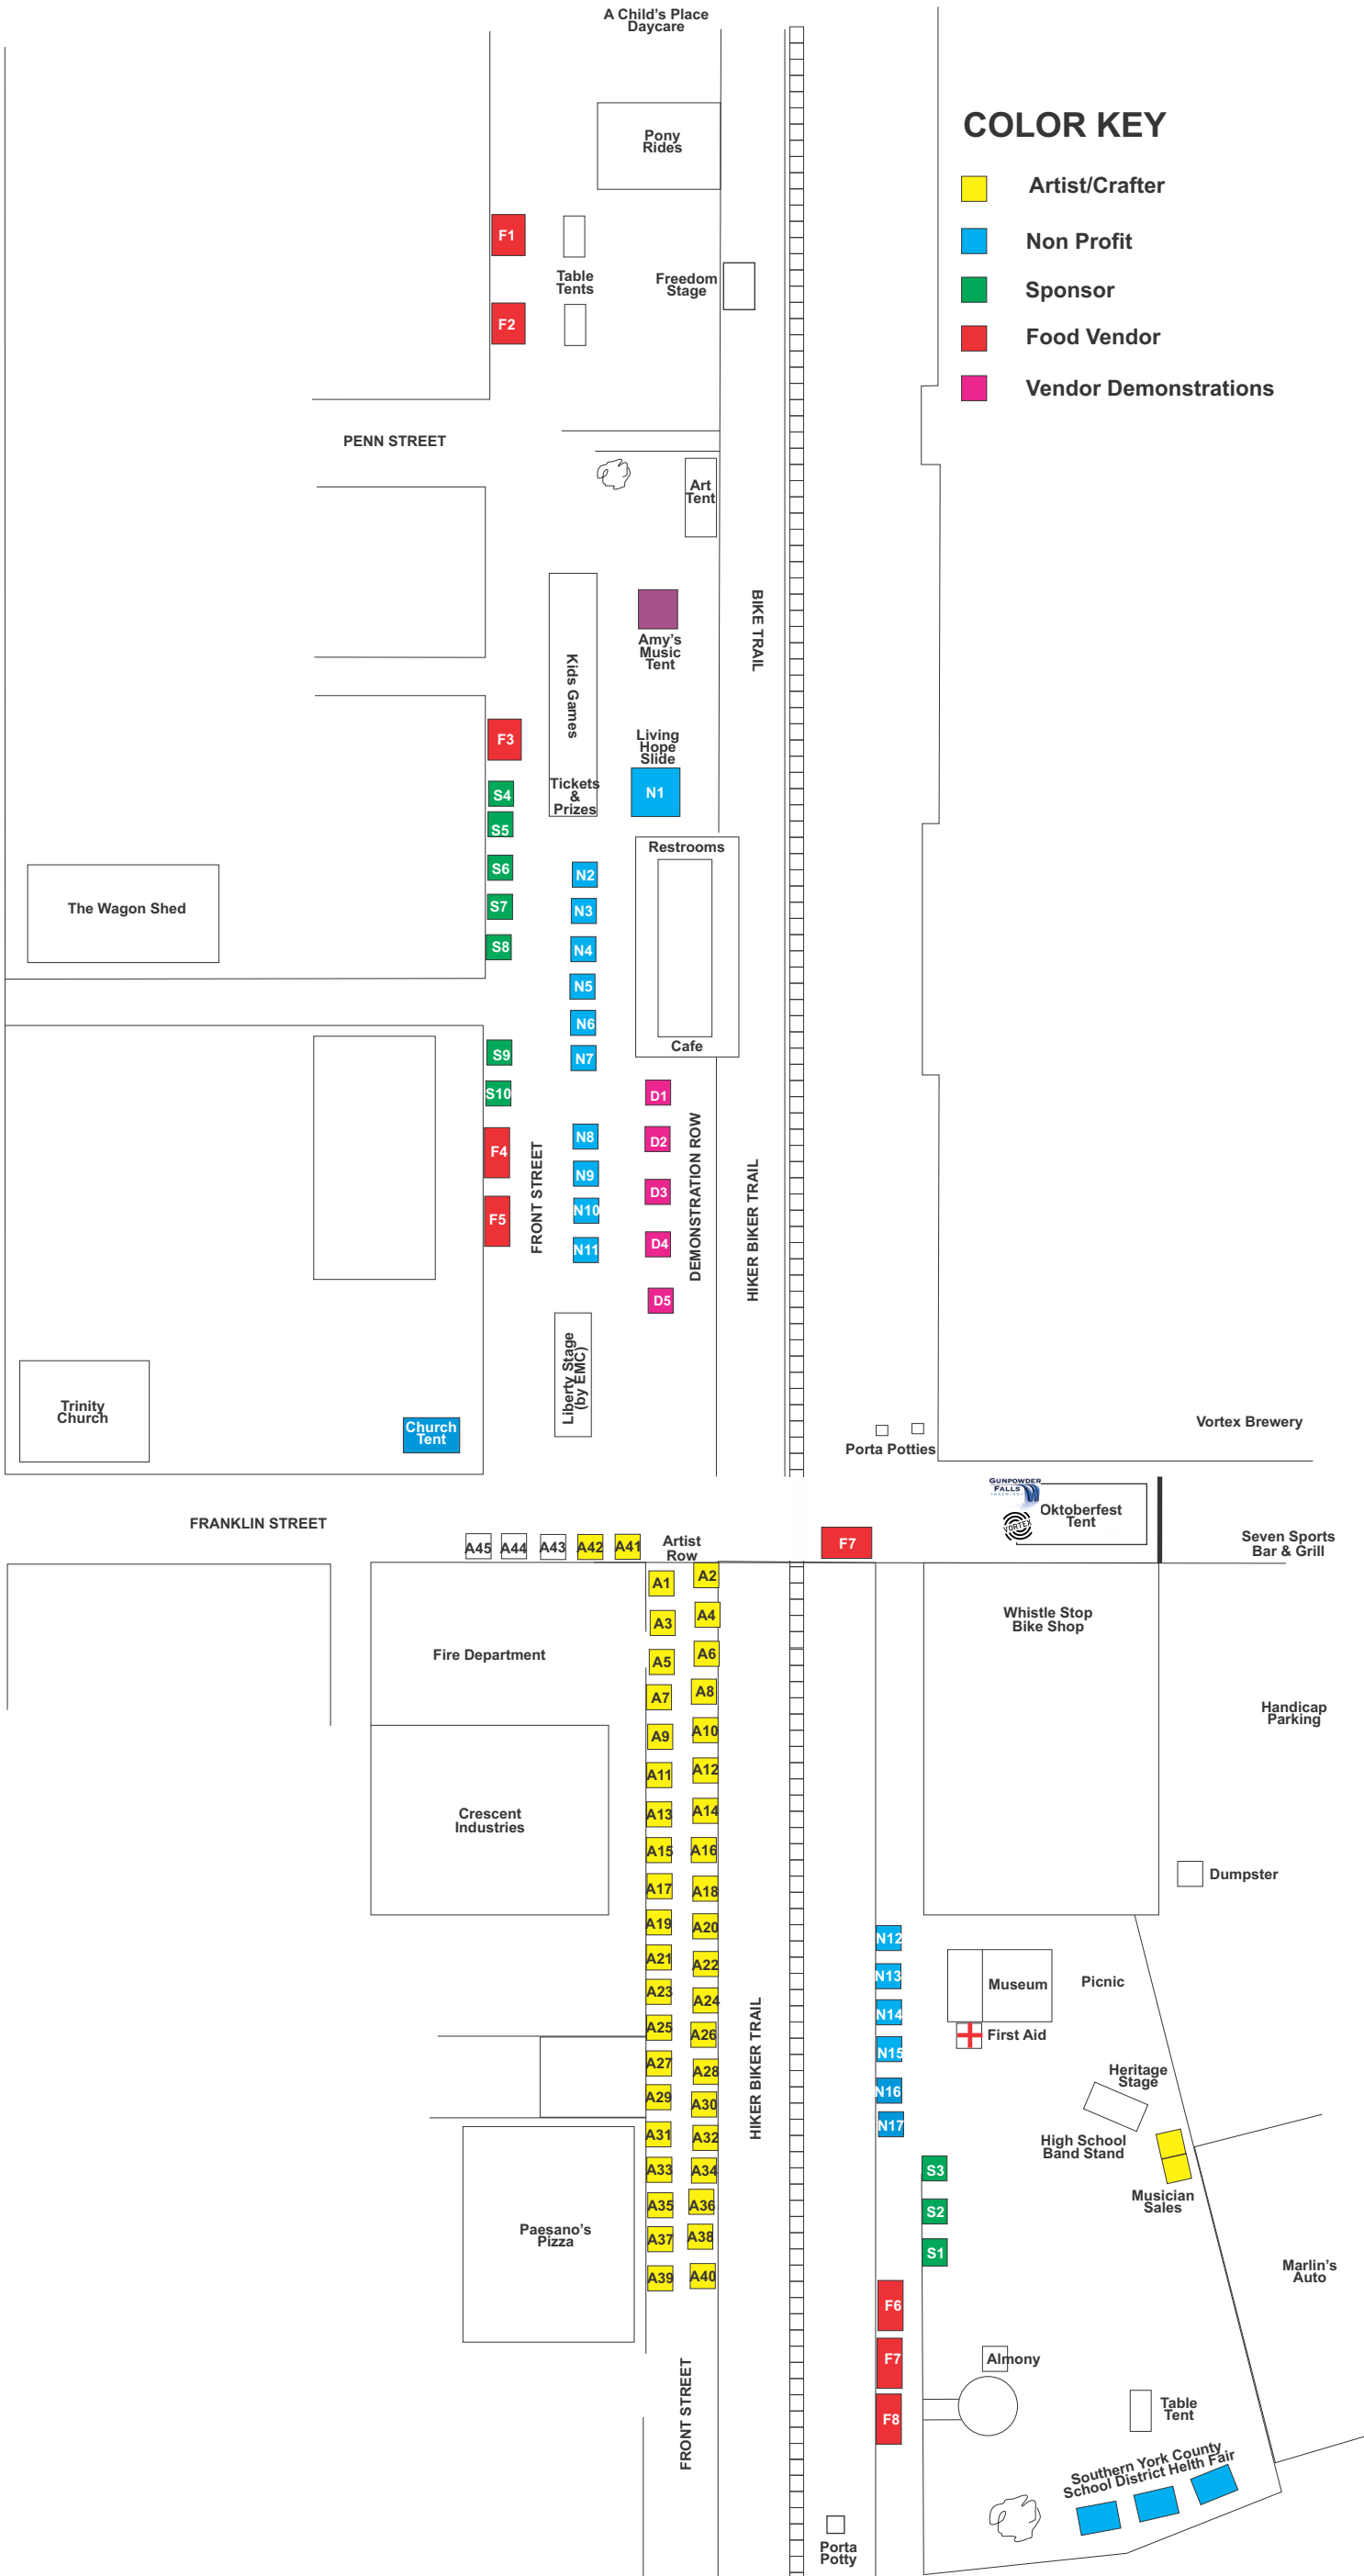 A Child's Place
Daycare
COLOR KEY
Artist/Crafter
Non Profit
Sponsor
Food Vendor
Vendor Demonstrations
Pony
Rides
F1
Table
Tents
Freedom
Stage
F2
PENN STREET
Art
Tent
BIKE TRAIL
Amy's
Music
Tent
Kids Games
F3
Living
Hope
Slide
Tickets
&
Prizes
N1
S4
S5
Restrooms
S6
N2
The Wagon Shed
S7
N3
S8
N4
N5
N6
Cafe
S9
N7
S10
D1
F4
N8
D2
FRONT STREET
N9
D3
DEMONSTRATION ROW
HIKER BIKER TRAIL
F5
N10
N11
D4
D5
Liberty Stage
(by EMC)
Trinity
Church
Church
Tent
Porta Potties
Vortex Brewery
GUNPOWDER
FALLS
VORTEX
Oktoberfest
Tent
FRANKLIN STREET
A45
A44
A43
A42
A41
Artist
Row
F7
Seven Sports
Bar & Grill
A1
A2
A3
A4
Whistle Stop
Bike Shop
Fire Department
A5
A6
A7
A8
Handicap
Parking
A9
A10
A11
A12
Crescent
Industries
A13
A14
A15
A16
Dumpster
A17
A18
A19
A20
N12
A21
A22
N13
Museum
Picnic
A23
A24
N14
A25
A26
First Aid
HIKER BIKER TRAIL
A27
A28
N15
Heritage
Stage
A29
A30
N16
A31
A32
N17
High School
Band Stand
A33
A34
S3
Musician
Sales
A35
A36
S2
Paesano's
Pizza
A37
A38
S1
A39
A40
Marlin's
Auto
F6
F7
Almony
FRONT STREET
F8
Table
Tent
Southern York County
School District Helth Fair
Porta
Potty